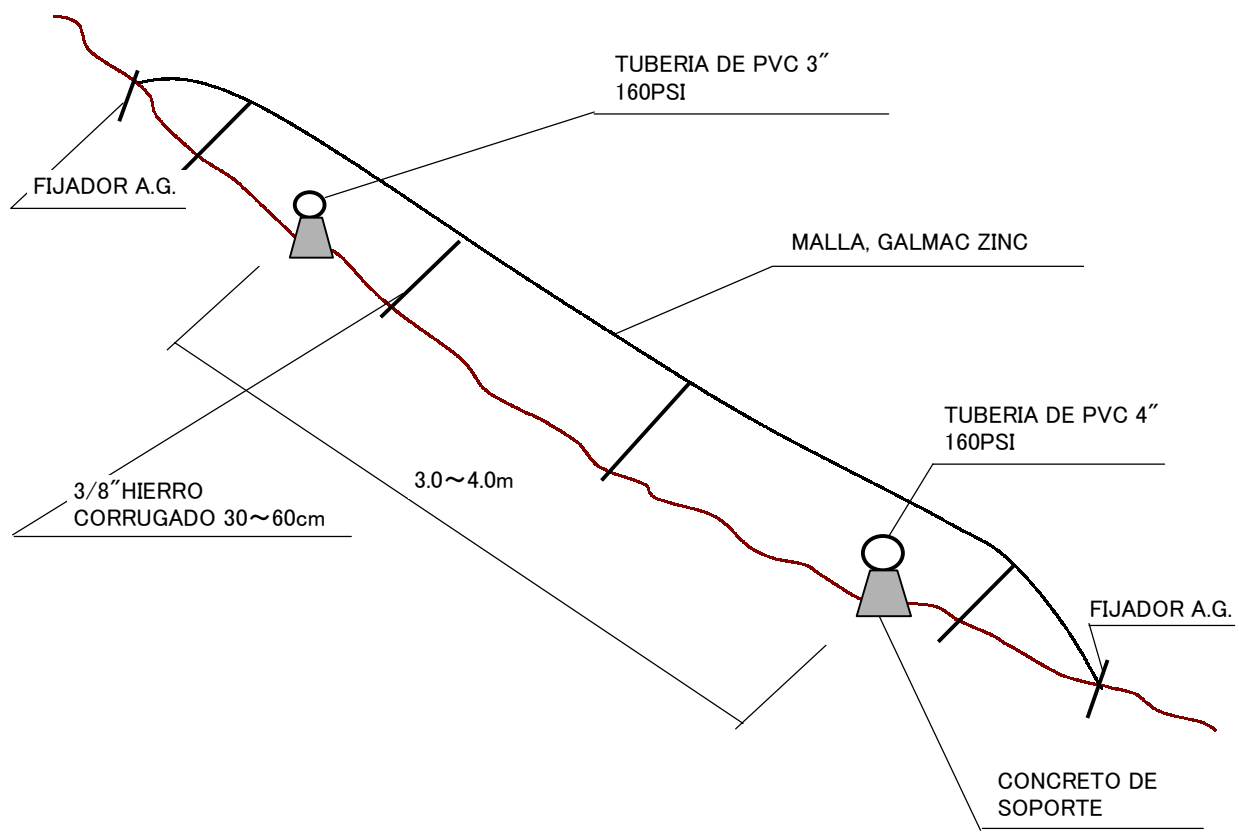 TUBERIA DE PVC 3″
160PSI
FIJADOR A.G.
MALLA, GALMAC ZINC
TUBERIA DE PVC 4″
160PSI
3.0～4.0m
3/8″HIERRO
CORRUGADO 30～60cm
FIJADOR A.G.
CONCRETO DE
SOPORTE